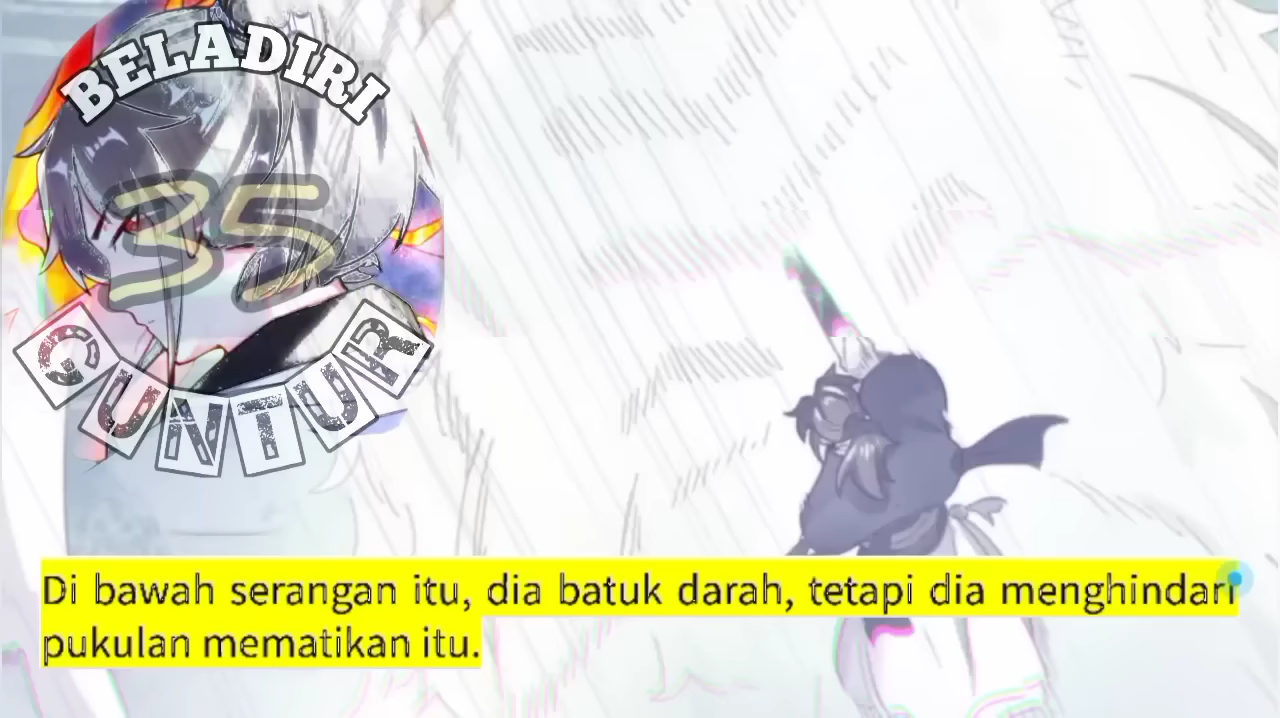 BELADIRI
35
GUNTUR
Di bawah serangan itu, dia batuk darah, tetapi dia menghindari
pukulan mematikan itu.